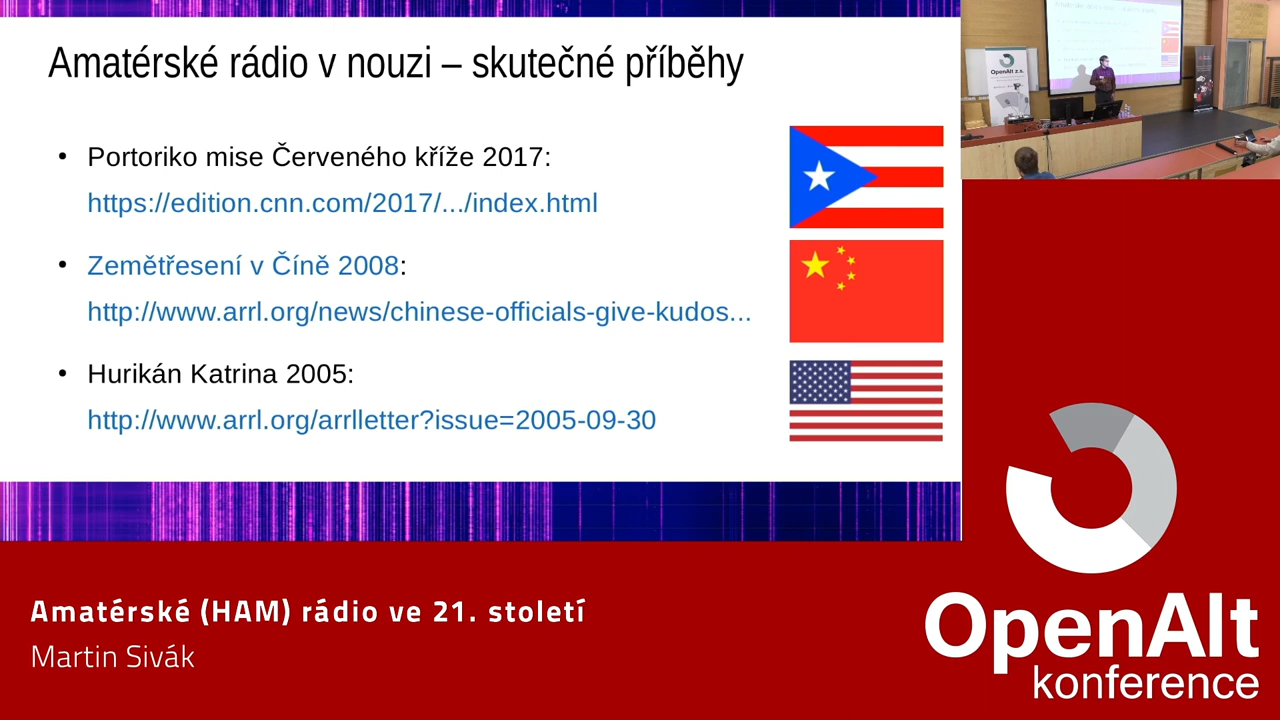 Amatérské rádio v nouzi – skutečné příběhy
• Portoriko mise Červeného kříže 2017:
https://edition.cnn.com/2017/.../index.html
• Zemětřesení v Číně 2008:
http://www.arrl.org/news/chinese-officials-give-kudos...
• Hurikán Katrina 2005:
http://www.arrl.org/arrlletter?issue=2005-09-30
OpenAlt z.s.
Amatérské (HAM) rádio ve 21. století
Martin Sivák
OpenAlt
konference